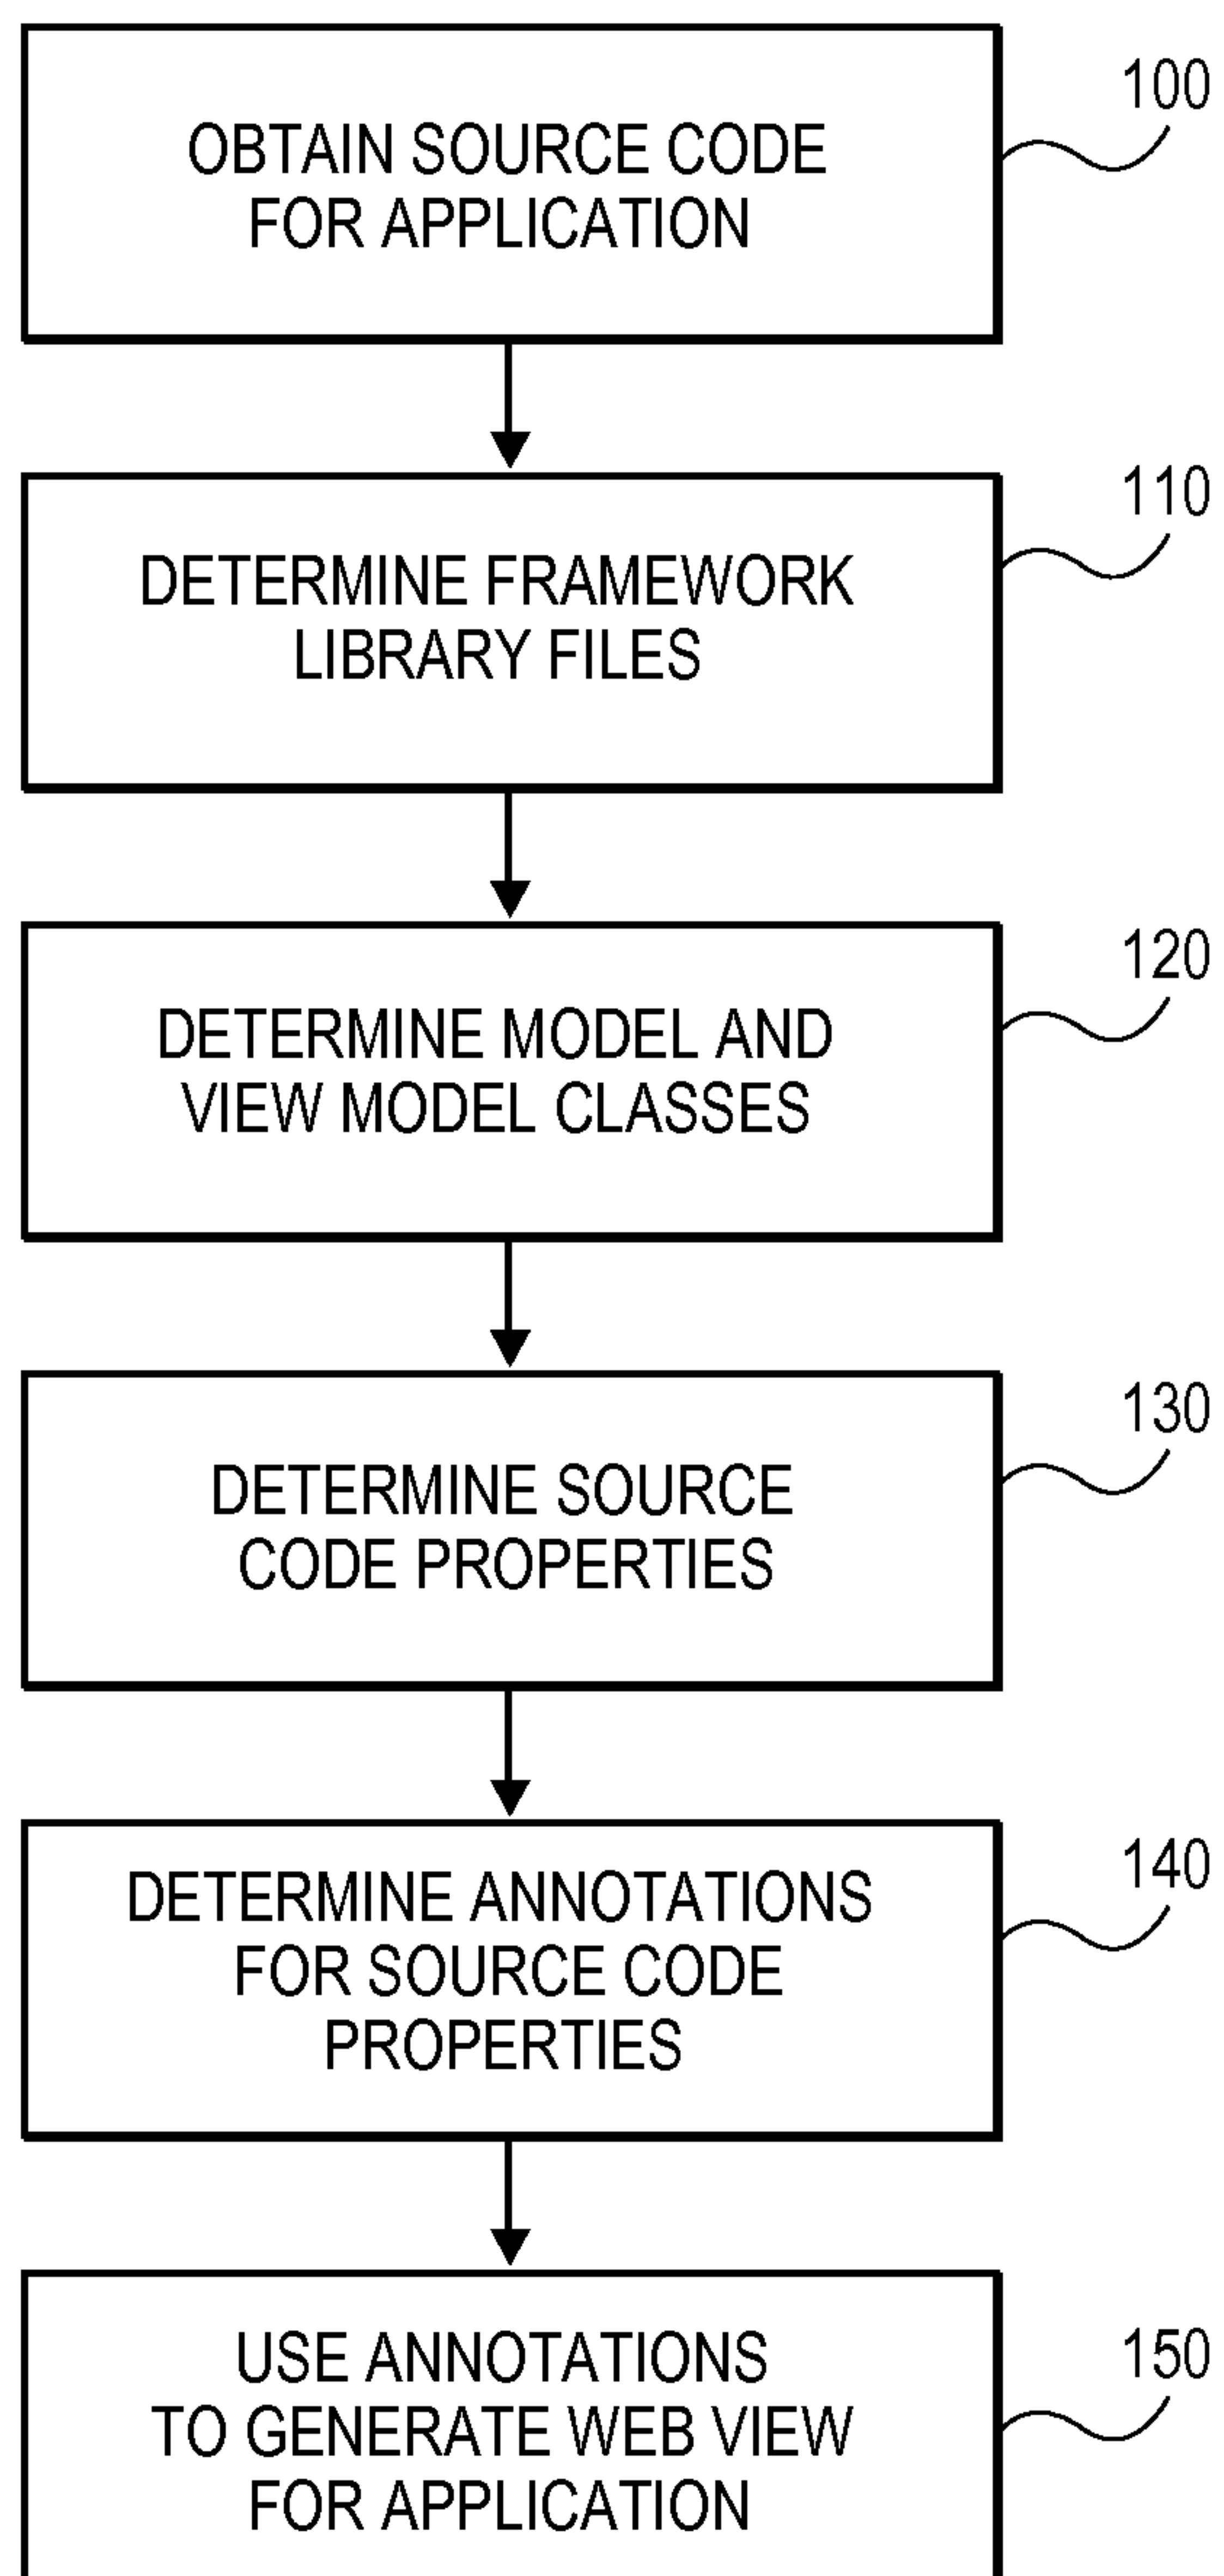 100
OBTAIN SOURCE CODE
FOR APPLICATION
110
DETERMINE FRAMEWORK
LIBRARY FILES
120
DETERMINE MODEL AND
VIEW MODEL CLASSES
130
DETERMINE SOURCE
CODE PROPERTIES
140
DETERMINE ANNOTATIONS
FOR SOURCE CODE
PROPERTIES
150
USE ANNOTATIONS
TO GENERATE WEB VIEW
FOR APPLICATION